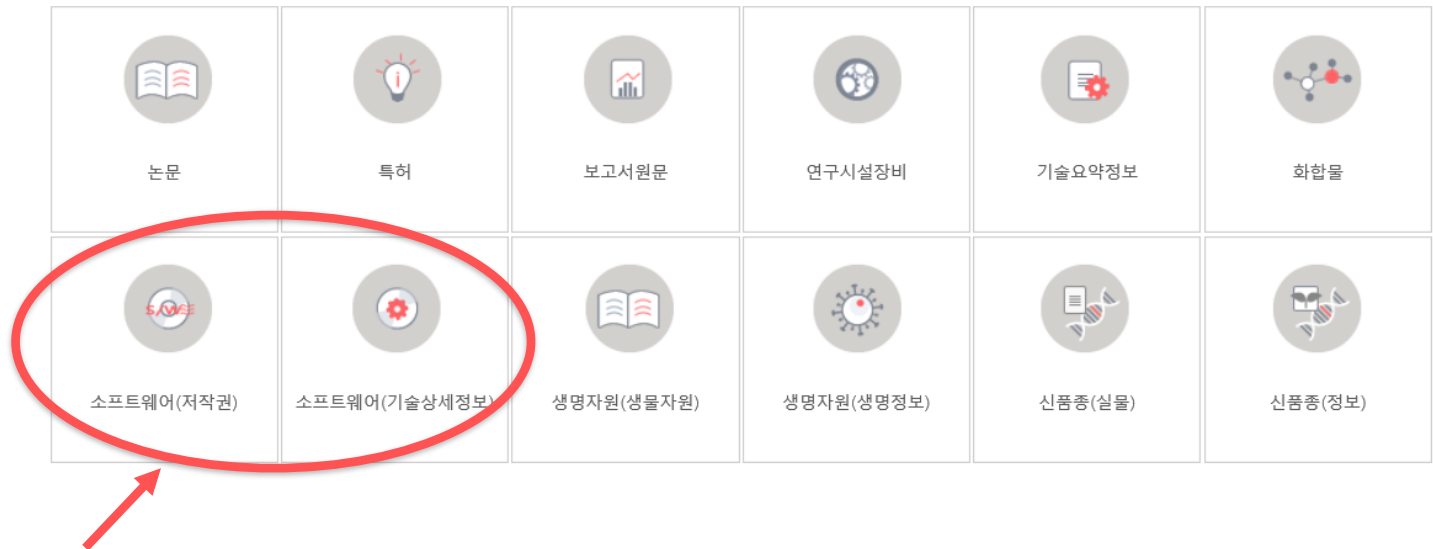 논문
특허
보고서원문
연구시설장비
기술요약정보
화합물
소프트웨어(저작권)
소프트웨어(기술상세정보)
생명자원(생물자원)
생명자원(생명정보)
신품종(실물)
신품종(정보)